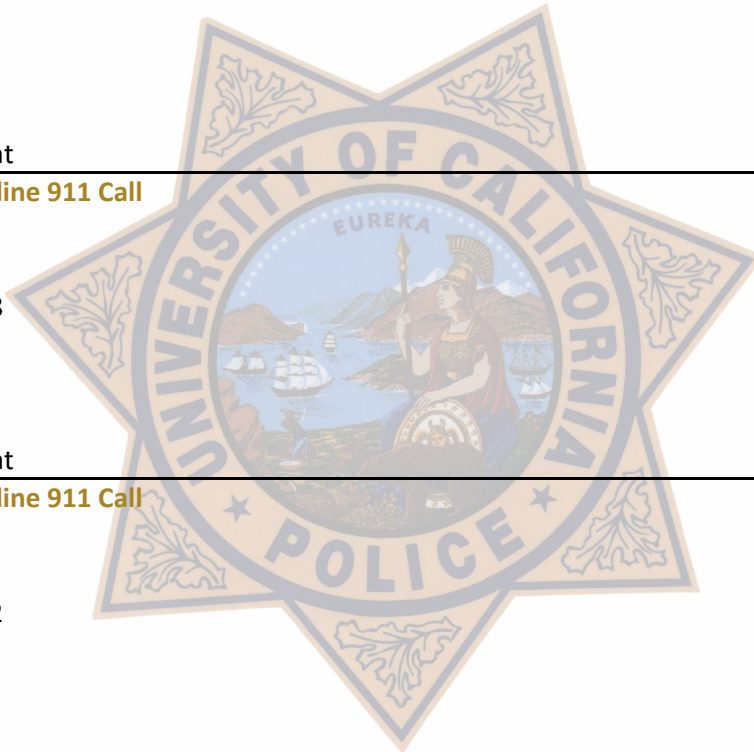 nt
line 911 Call
3
nt
line 911 Call
2
UNIVERSITY OF CALIFORNIA
EUREKA
POLICE